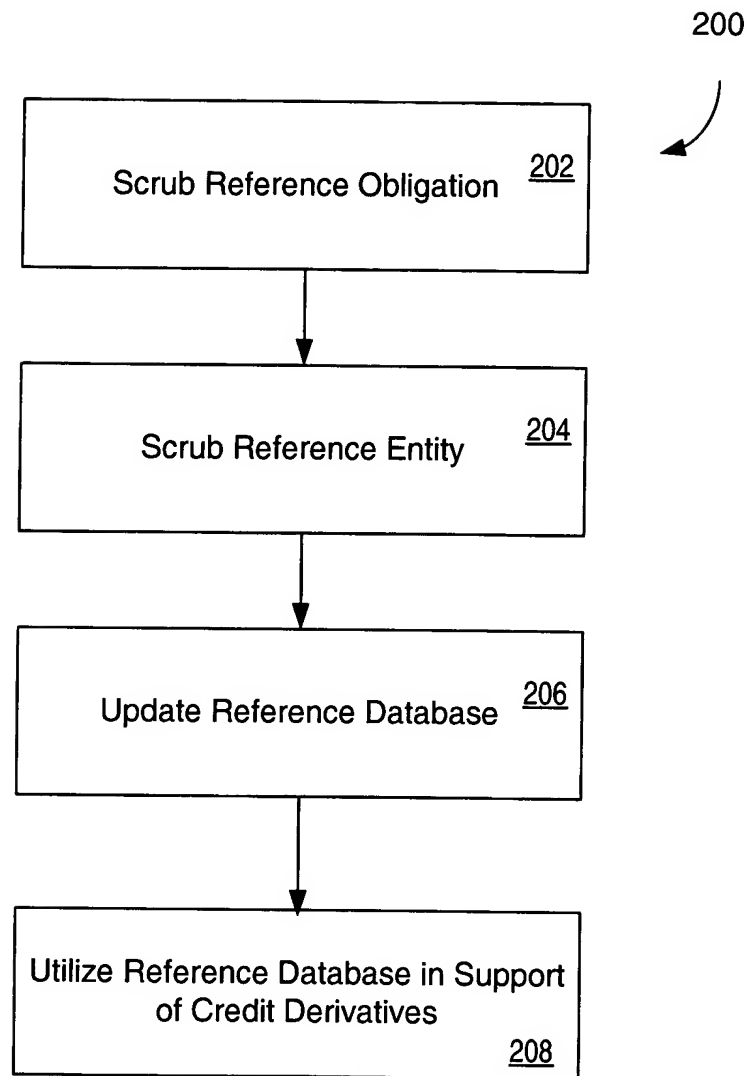 200
Scrub Reference Obligation 202
Scrub Reference Entity 204
Update Reference Database 206
Utilize Reference Database in Support
of Credit Derivatives
208